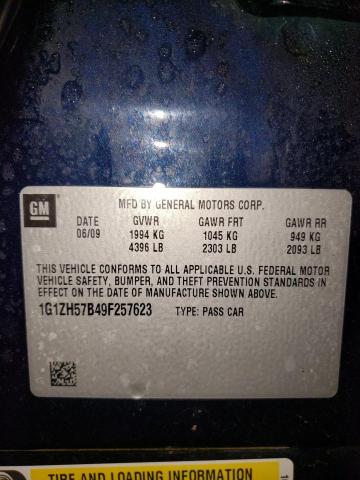 GM
MFD BY GENERAL MOTORS CORP.
DATE GVWR GAWR FRT GAWR RR
06/09 1994 KG 1045 KG 949 KG
4396 LB 2303 LB 2093 LB
THIS VEHICLE CONFORMS TO ALL APPLICABLE U.S. FEDERAL MOTOR
VEHICLE SAFETY, BUMPER, AND THEFT PREVENTION STANDARDS
IN EFFECT ON THE DATE OF MANUFACTURE SHOWN ABOVE.
1G1ZH57B49F257623 TYPE: PASS CAR
TIRE AND LOADING INFORMATION